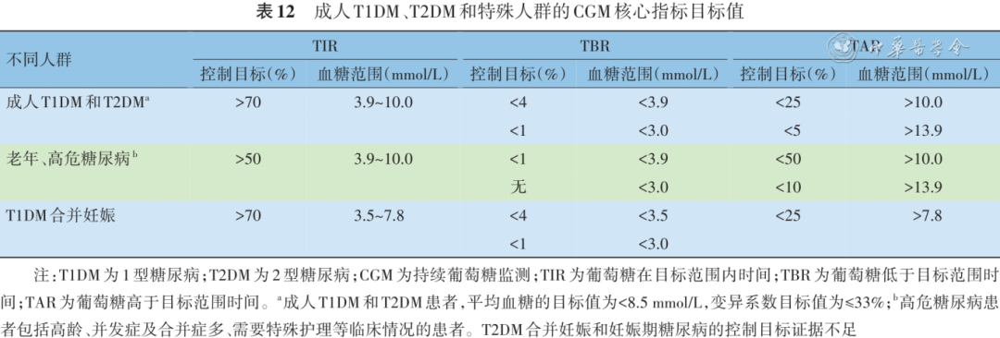 表12 成人T1DM、T2DM和特殊人群的CGM核心指标目标值
不同人群 TIR TBR TAR
控制目标(%) 血糖范围(mmol/L) 控制目标(%) 血糖范围(mmol/L) 控制目标(%) 血糖范围(mmol/L)
成人T1DM和T2DMᵃ >70 3.9~10.0 <4 <3.9 <25 >10.0
<1 <3.0 <5 >13.9
老年、高危糖尿病ᵇ >50 3.9~10.0 <1 <3.9 <50 >10.0
无 <3.0 <10 >13.9
T1DM合并妊娠 >70 3.5~7.8 <4 <3.5 <25 >7.8
<1 <3.0
注:T1DM为1型糖尿病;T2DM为2型糖尿病;CGM为持续葡萄糖监测;TIR为葡萄糖在目标范围内时间;TBR为葡萄糖低于目标范围时
间;TAR为葡萄糖高于目标范围时间。ᵃ成人T1DM和T2DM患者,平均血糖的目标值为<8.5 mmol/L,变异系数目标值为≤33%;ᵇ高危糖尿病患
者包括高龄、并发症及合并症多、需要特殊护理等临床情况的患者。T2DM合并妊娠和妊娠期糖尿病的控制目标证据不足